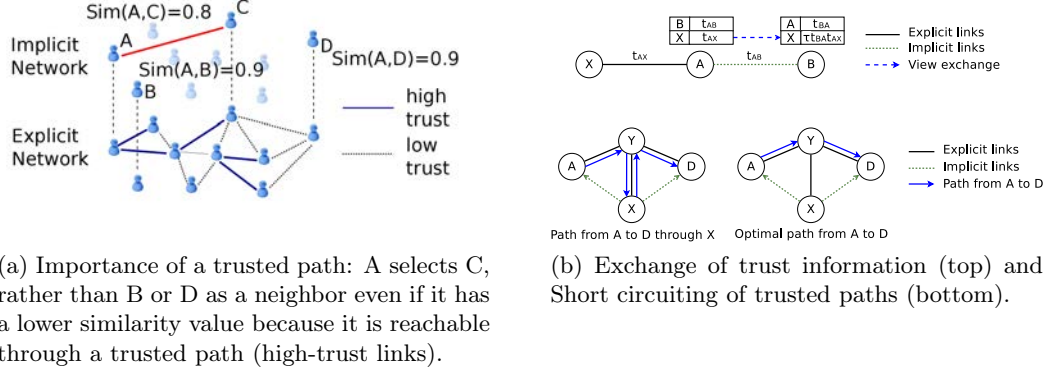 Sim(A,C)=0.8
C
A
D
Implicit
Network
Sim(A,B)=0.9
Sim(A,D)=0.9
B
high
trust
Explicit
Network
low
trust
(a) Importance of a trusted path: A selects C,
rather than B or D as a neighbor even if it has
a lower similarity value because it is reachable
through a trusted path (high-trust links).
B tAB
X tAX
A tBA
X τtBAtAX
Explicit links
Implicit links
View exchange
X
tAX
A
tAB
B
Y
A
D
X
Path from A to D through X
Y
A
D
X
Optimal path from A to D
Explicit links
Implicit links
Path from A to D
(b) Exchange of trust information (top) and
Short circuiting of trusted paths (bottom).